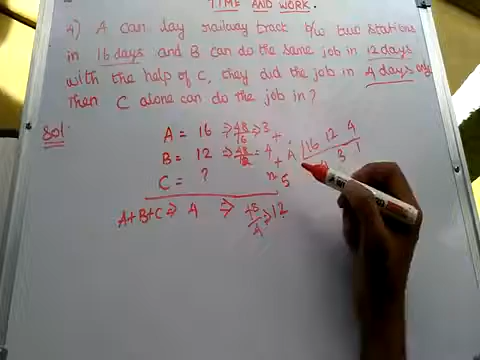 TIME AND WORK.
4) A can lay railway track b/w two stations
in 16 days and B can do the same job in 12 days
with the help of C, they did the job in 4 days only
Then C alone can do the job in?
Sol:
A = 16 ⇒ 48/16 ⇒ 3 +
B = 12 ⇒ 48/12 = 4 +
C = ? x 5
A+B+C ⇒ 4 ⇒ 48/4 ⇒ 12
4 | 16 12 4
4 3 1